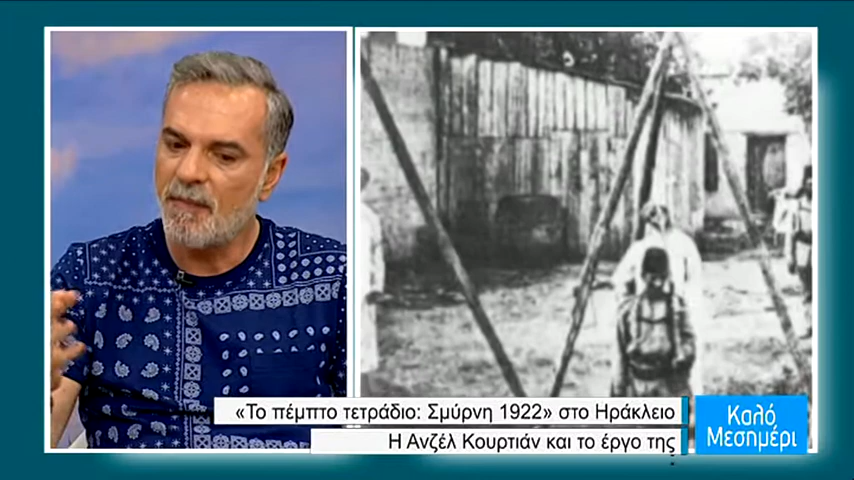 «Το πέμπτο τετράδιο: Σμύρνη 1922» στο Ηράκλειο
Η Ανζέλ Κουρτιάν και το έργο της
Καλό
Μεσημέρι